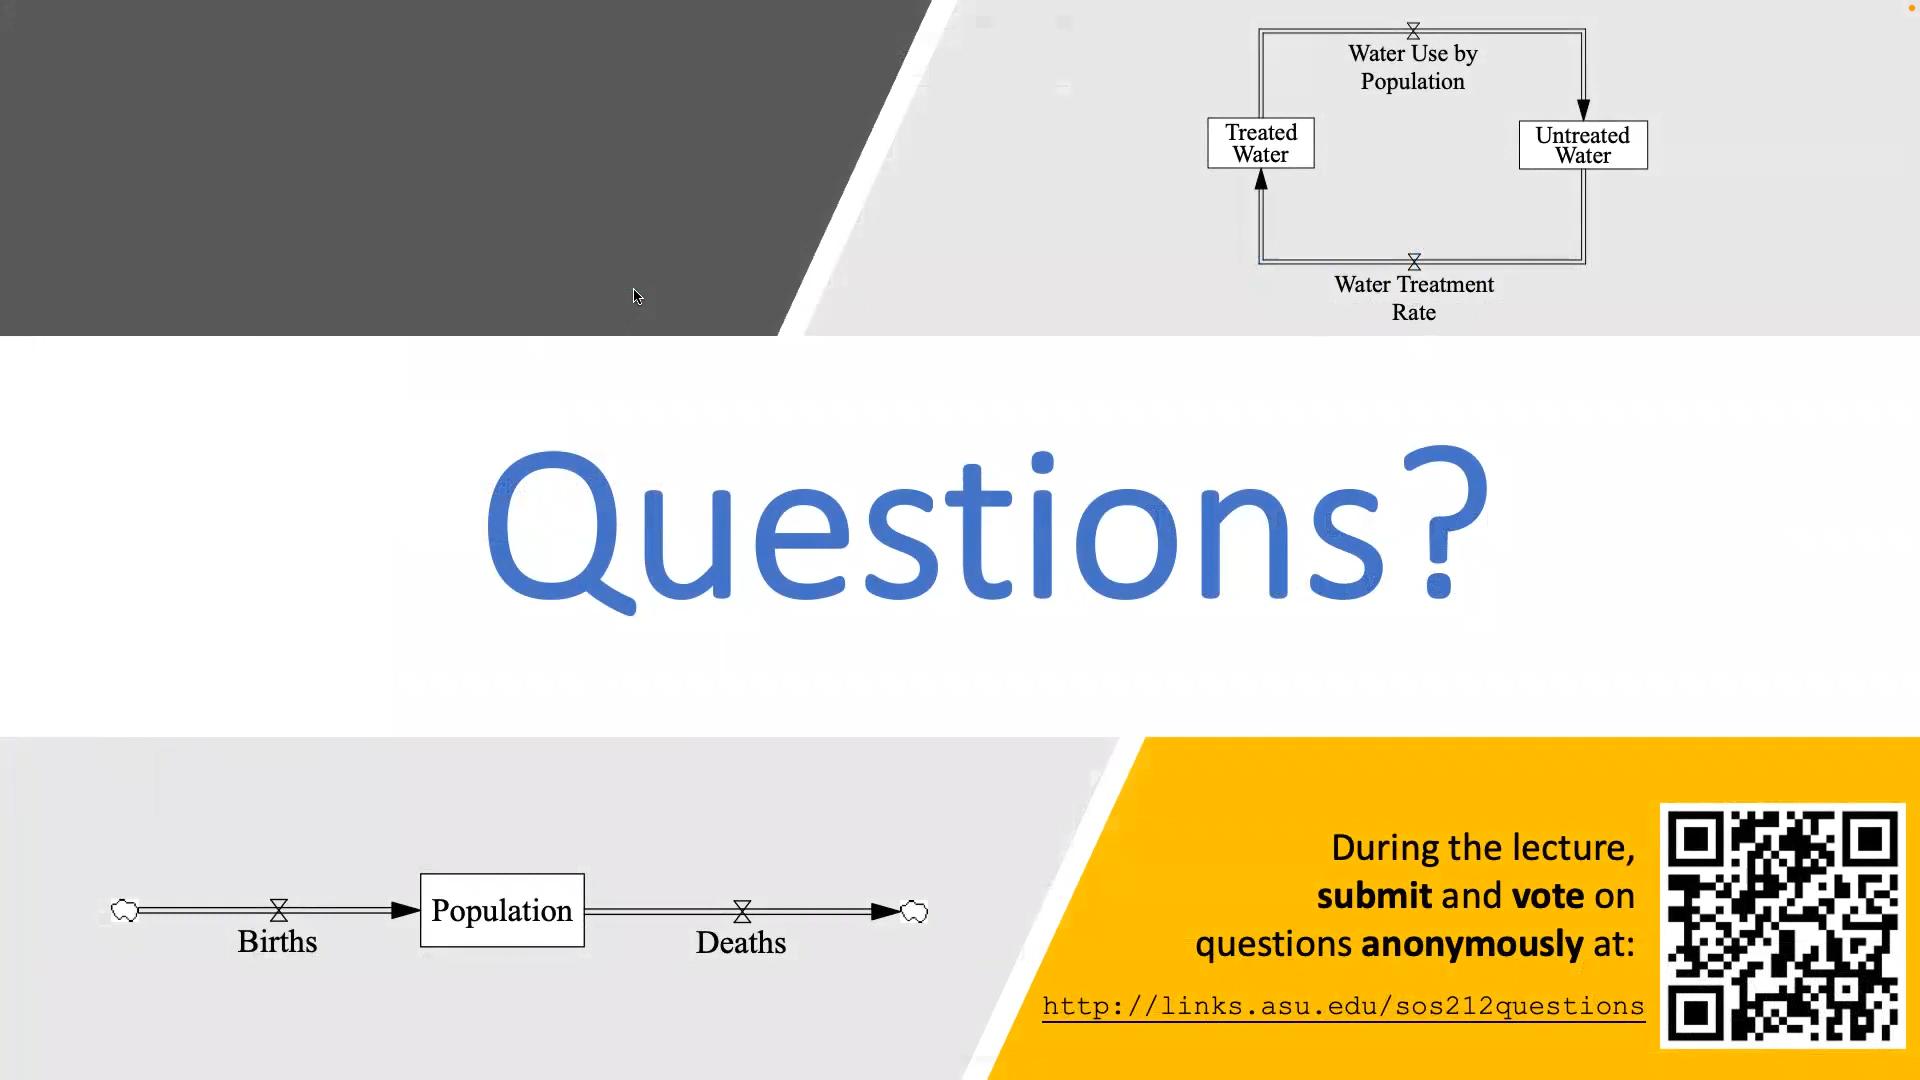 Water Use by
Population
Treated
Water
Untreated
Water
Water Treatment
Rate
Questions?
Births
Population
Deaths
During the lecture,
submit and vote on
questions anonymously at:
http://links.asu.edu/sos212questions